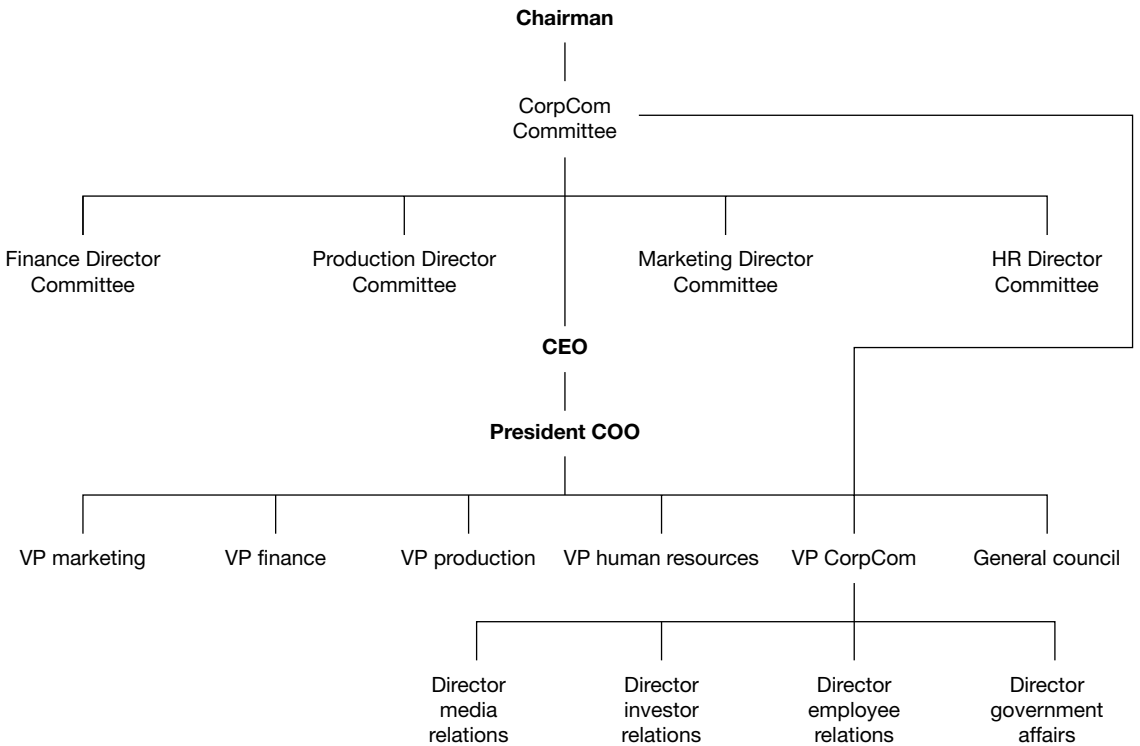 Chairman
CorpCom
Committee
Finance Director
Committee
Production Director
Committee
Marketing Director
Committee
HR Director
Committee
CEO
President COO
VP marketing
VP finance
VP production
VP human resources
VP CorpCom
General council
Director
media
relations
Director
investor
relations
Director
employee
relations
Director
government
affairs